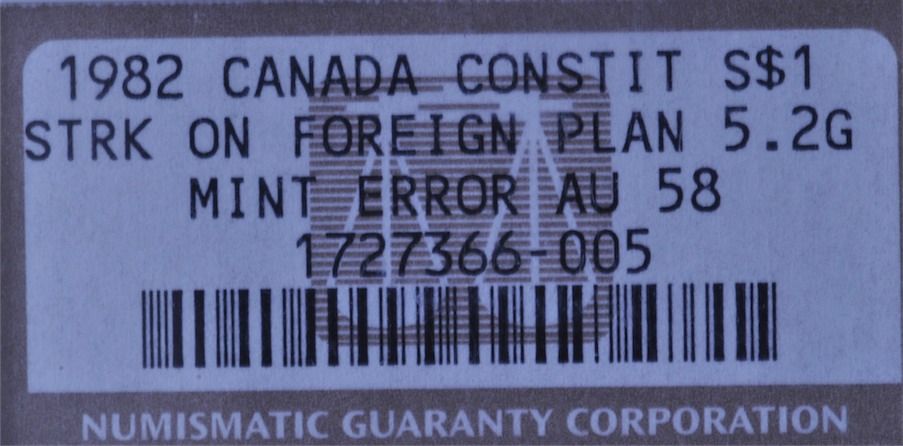 1982 CANADA CONSTIT S$1
STRK ON FOREIGN PLAN 5.2G
MINT ERROR AU 58
1727366-005
NUMISMATIC GUARANTY CORPORATION